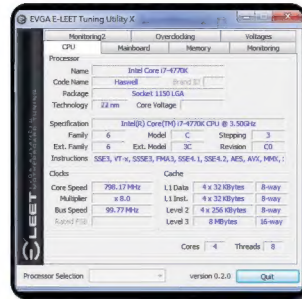 EVGA E-LEET Tuning Utility X
Monitoring2 Overclocking Voltages
CPU Mainboard Memory Monitoring
Processor
Name Intel Core i7-4770K
Code Name Haswell Brand ID
Package Socket 1150 LGA
Technology 22 nm Core Voltage
Specification Intel(R) Core(TM) i7-4770K CPU @ 3.50GHz
Family 6 Model C Stepping 3
Ext. Family 6 Ext. Model 3C Revision C0
Instructions SSE3, VT-x, SSSE3, FMA3, SSE4.1, SSE4.2, AES, AVX, MMX, :
Clocks Cache
Core Speed 798.17 MHz L1 Data 4 x 32 KBytes 8-way
Multiplier x 8.0 L1 Inst. 4 x 32 KBytes 8-way
Bus Speed 99.77 MHz Level 2 4 x 256 KBytes 8-way
Rated FSB Level 3 8 MBytes 16-way
Cores 4 Threads 8
E-LEET
Processor Selection version 0.2.0 Quit